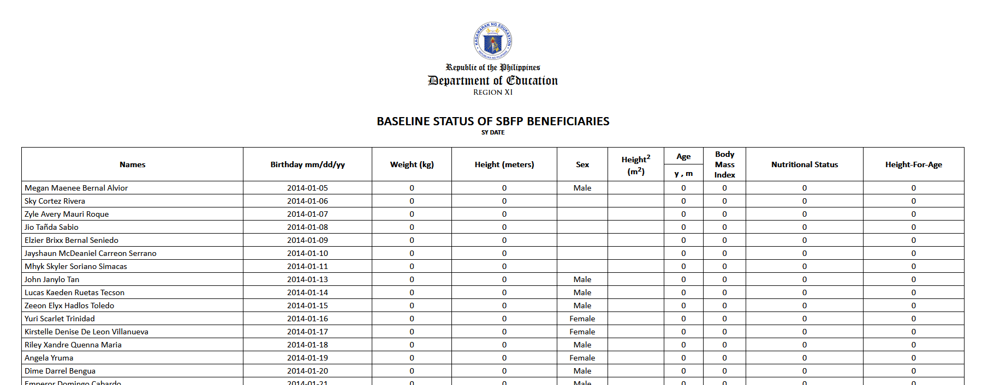 KAGAWARAN NG EDUKASYON
REPUBLIKA NG PILIPINAS
Republic of the Philippines
Department of Education
REGION XI
BASELINE STATUS OF SBFP BENEFICIARIES
SY DATE
Names Birthday mm/dd/yy Weight (kg) Height (meters) Sex Height² (m²) Age y , m Body Mass Index Nutritional Status Height-For-Age
Megan Maenee Bernal Alvior 2014-01-05 0 0 Male 0 0 0 0
Sky Cortez Rivera 2014-01-06 0 0 0 0 0 0
Zyle Avery Mauri Roque 2014-01-07 0 0 0 0 0 0
Jio Tañda Sabio 2014-01-08 0 0 0 0 0 0
Elzier Brixx Bernal Seniedo 2014-01-09 0 0 0 0 0 0
Jayshaun McDeaniel Carreon Serrano 2014-01-10 0 0 0 0 0 0
Mhyk Skyler Soriano Simacas 2014-01-11 0 0 0 0 0 0
John Janylo Tan 2014-01-13 0 0 Male 0 0 0 0
Lucas Kaeden Ruetas Tecson 2014-01-14 0 0 Male 0 0 0 0
Zeeon Elyx Hadlos Toledo 2014-01-15 0 0 Male 0 0 0 0
Yuri Scarlet Trinidad 2014-01-16 0 0 Female 0 0 0 0
Kirstelle Denise De Leon Villanueva 2014-01-17 0 0 Female 0 0 0 0
Riley Xandre Quenna Maria 2014-01-18 0 0 Male 0 0 0 0
Angela Yruma 2014-01-19 0 0 Female 0 0 0 0
Dime Darrel Bengua 2014-01-20 0 0 Male 0 0 0 0
Emperor Domingo Cabardo 2014-01-21 0 0 Male 0 0 0 0